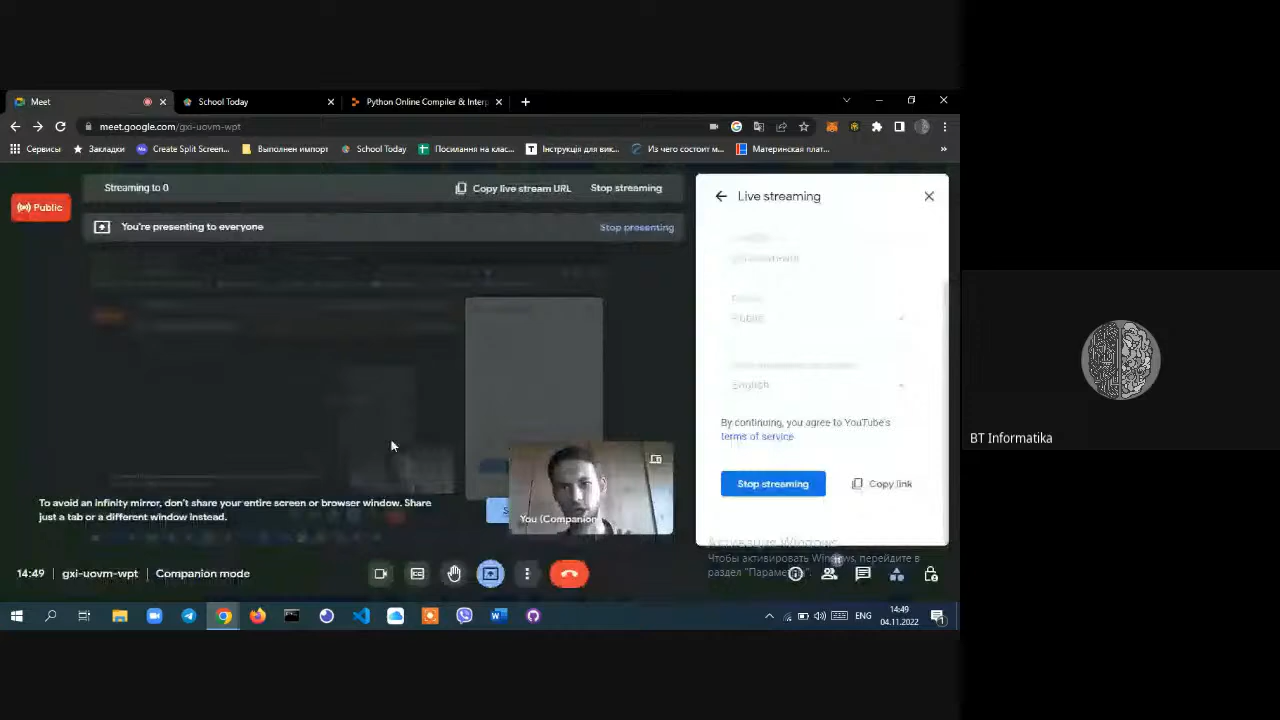 Meet
School Today
Python Online Compiler & Interp
meet.google.com/gxi-uovm-wpt
Сервисы
Закладки
Create Split Screen...
Выполнен импорт
School Today
Посилання на клас...
Інструкція для вик...
Из чего состоит м...
Материнская плат...
»
Public
Streaming to 0
Copy live stream URL
Stop streaming
You're presenting to everyone
Stop presenting
Live streaming
Public
English
By continuing, you agree to YouTube's
terms of service
Stop streaming
Copy link
To avoid an infinity mirror, don't share your entire screen or browser window. Share
just a tab or a different window instead.
You (Companion
Активация Windows
Чтобы активировать Windows, перейдите в
раздел "Параметры".
14:49
gxi-uovm-wpt
Companion mode
ENG
14:49
04.11.2022
BT Informatika